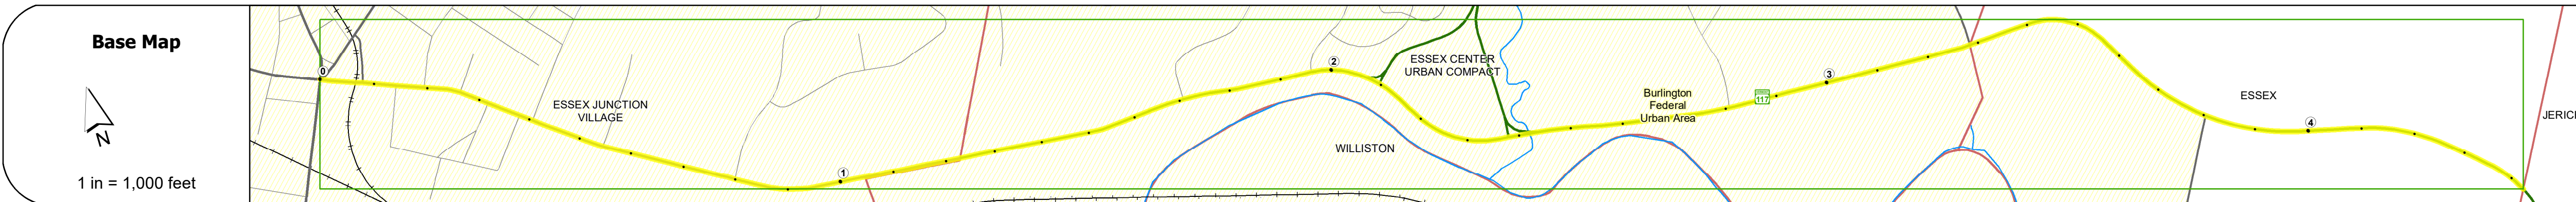 Base Map
N
1 in = 1,000 feet
0
ESSEX JUNCTION
VILLAGE
1
2
ESSEX CENTER
URBAN COMPACT
WILLISTON
Burlington
Federal
Urban Area
117
3
ESSEX
4
JERICH